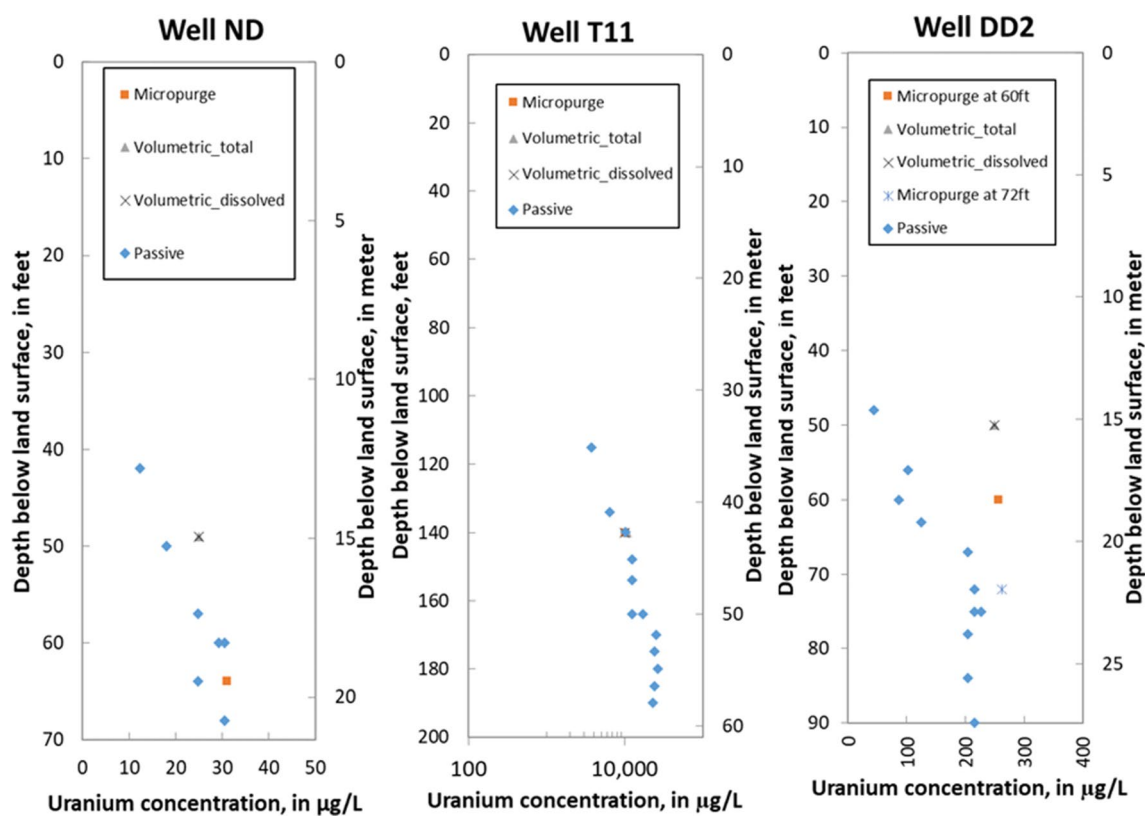 Well ND
0
10
20
30
40
50
60
70
0
5
10
15
20
0
10
20
30
40
50
Micropurge
Volumetric_total
Volumetric_dissolved
Passive
Depth below land surface, in feet
Depth below land surface, in meter
Uranium concentration, in µg/L
Well T11
0
20
40
60
80
100
120
140
160
180
200
0
10
20
30
40
50
60
100
10,000
Micropurge
Volumetric_total
Volumetric_dissolved
Passive
Depth below land surface, feet
Depth below land surface, in meter
Uranium concentration, in µg/L
Well DD2
0
10
20
30
40
50
60
70
80
90
0
5
10
15
20
25
0
100
200
300
400
Micropurge at 60ft
Volumetric_total
Volumetric_dissolved
Micropurge at 72ft
Passive
Depth below land surface, in feet
Depth below land surface, in meter
Uranium concentration, in µg/L